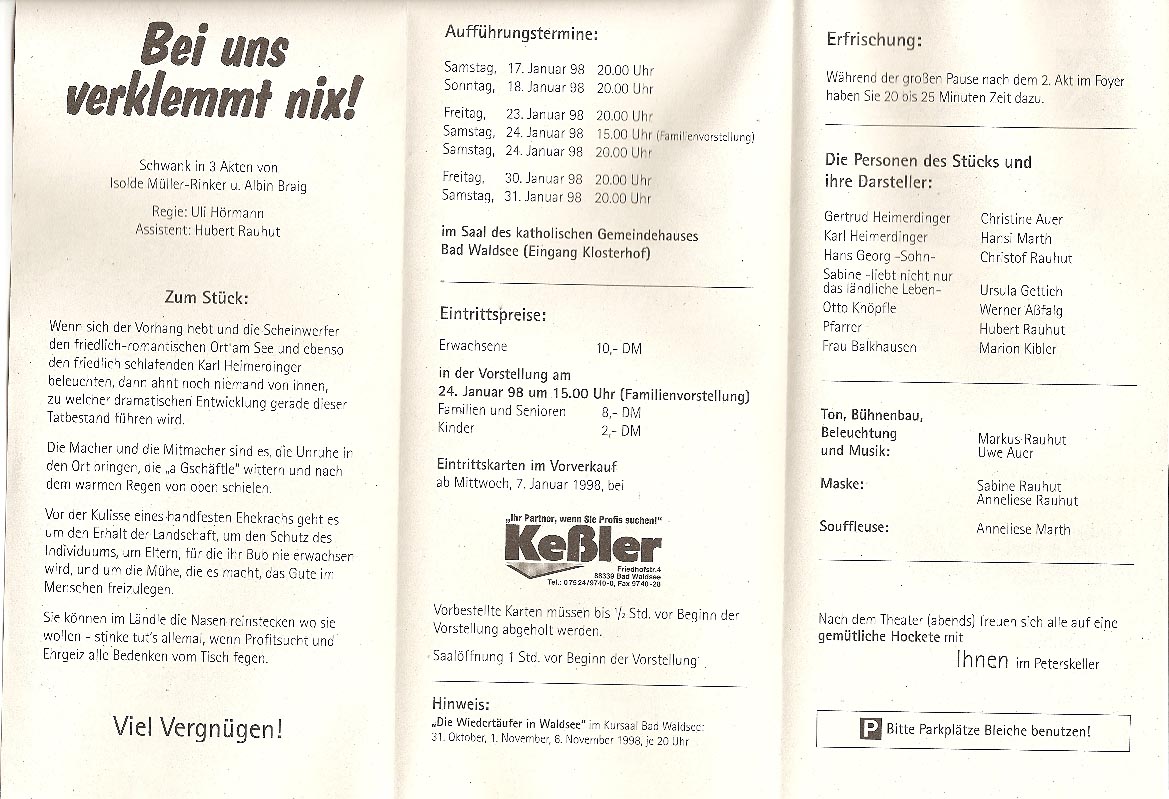 Bei uns
verklemmt nix!
Schwank in 3 Akten von
Isolde Müller-Rinker u. Albin Braig
Regie: Uli Hörmann
Assistent: Hubert Rauhut
Zum Stück:
Wenn sich der Vorhang hebt und die Scheinwerfer
den friedlich-romantischen Ort am See und ebenso
den friedlich schlafenden Karl Heimerdinger
beleuchten, dann ahnt noch niemand von innen,
zu welcher dramatischen Entwicklung gerade dieser
Tatbestand führen wird.
Die Macher und die Mitmacher sind es, die Unruhe in
den Ort bringen, die „a Gschäftle" wittern und nach
dem warmen Regen von oben schielen.
Vor der Kulisse eines handfesten Ehekrachs geht es
um den Erhalt der Landschaft, um den Schutz des
Individuums, um Eltern, für die ihr Bub nie erwachsen
wird, und um die Mühe, die es macht, das Gute im
Menschen freizulegen.
Sie können im Ländle die Nasen reinstecken wo sie
wollen - stinke tut's allemal, wenn Profitsucht und
Ehrgeiz alle Bedenken vom Tisch fegen.
Viel Vergnügen!
Aufführungstermine:
Samstag, 17. Januar 98 20.00 Uhr
Sonntag, 18. Januar 98 20.00 Uhr
Freitag, 23. Januar 98 20.00 Uhr
Samstag, 24. Januar 98 15.00 Uhr (Familienvorstellung)
Samstag, 24. Januar 98 20.00 Uhr
Freitag, 30. Januar 98 20.00 Uhr
Samstag, 31. Januar 98 20.00 Uhr
im Saal des katholischen Gemeindehauses
Bad Waldsee (Eingang Klosterhof)
Eintrittspreise:
Erwachsene 10,- DM
in der Vorstellung am
24. Januar 98 um 15.00 Uhr (Familienvorstellung)
Familien und Senioren 8,- DM
Kinder 2,- DM
Eintrittskarten im Vorverkauf
ab Mittwoch, 7. Januar 1998, bei
„Ihr Partner, wenn Sie Profis suchen!"
Keßler
Friedhofstr.4
88339 Bad Waldsee
Tel.: 07524/9740-0, Fax 9740-20
Vorbestellte Karten müssen bis ½ Std. vor Beginn der
Vorstellung abgeholt werden.
Saalöffnung 1 Std. vor Beginn der Vorstellung
Hinweis:
„Die Wiedertäufer in Waldsee" im Kursaal Bad Waldsee:
31. Oktober, 1. November, 6. November 1998, je 20 Uhr
Erfrischung:
Während der großen Pause nach dem 2. Akt im Foyer
haben Sie 20 bis 25 Minuten Zeit dazu.
Die Personen des Stücks und
ihre Darsteller:
Gertrud Heimerdinger Christine Auer
Karl Heimerdinger Hansi Marth
Hans Georg -Sohn- Christof Rauhut
Sabine -liebt nicht nur
das ländliche Leben- Ursula Gettich
Otto Knöpfle Werner Aßfalg
Pfarrer Hubert Rauhut
Frau Balkhausen Marion Kibler
Ton, Bühnenbau,
Beleuchtung Markus Rauhut
und Musik: Uwe Auer
Maske: Sabine Rauhut
Anneliese Rauhut
Souffleuse: Anneliese Marth
Nach dem Theater (abends) freuen sich alle auf eine
gemütliche Hockete mit
Ihnen im Peterskeller
P Bitte Parkplätze Bleiche benutzen!